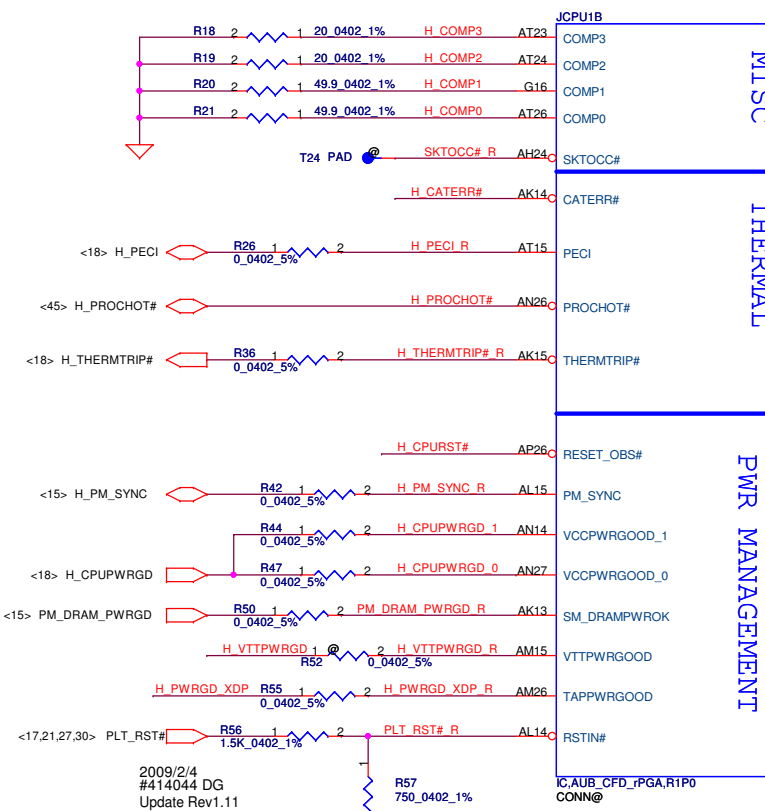 JCPU1B
R18 2 1 20_0402_1% H_COMP3 AT23 COMP3
R19 2 1 20_0402_1% H_COMP2 AT24 COMP2
R20 2 1 49.9_0402_1% H_COMP1 G16 COMP1
R21 2 1 49.9_0402_1% H_COMP0 AT26 COMP0
MISC
T24 PAD @ SKTOCC#_R AH24 SKTOCC#
H_CATERR# AK14 CATERR#
THERMAL
<18> H_PECI R26 1 2 H_PECI_R AT15 PECI
0_0402_5%
<45> H_PROCHOT# H_PROCHOT# AN26 PROCHOT#
<18> H_THERMTRIP# R36 1 2 H_THERMTRIP#_R AK15 THERMTRIP#
0_0402_5%
H_CPURST# AP26 RESET_OBS#
PWR MANAGEMENT
<15> H_PM_SYNC R42 1 2 H_PM_SYNC_R AL15 PM_SYNC
0_0402_5%
R44 1 2 H_CPUPWRGD_1 AN14 VCCPWRGOOD_1
0_0402_5%
<18> H_CPUPWRGD R47 1 2 H_CPUPWRGD_0 AN27 VCCPWRGOOD_0
0_0402_5%
<15> PM_DRAM_PWRGD R50 1 2 PM_DRAM_PWRGD_R AK13 SM_DRAMPWROK
0_0402_5%
H_VTTPWRGD 1 @ 2 H_VTTPWRGD_R AM15 VTTPWRGOOD
R52 0_0402_5%
H_PWRGD_XDP R55 1 2 H_PWRGD_XDP_R AM26 TAPPWRGOOD
0_0402_5%
<17,21,27,30> PLT_RST# R56 1 2 PLT_RST#_R AL14 RSTIN#
1.5K_0402_1%
1
R57
750_0402_1%
2009/2/4
#414044 DG
Update Rev1.11
IC,AUB_CFD_rPGA,R1P0
CONN@